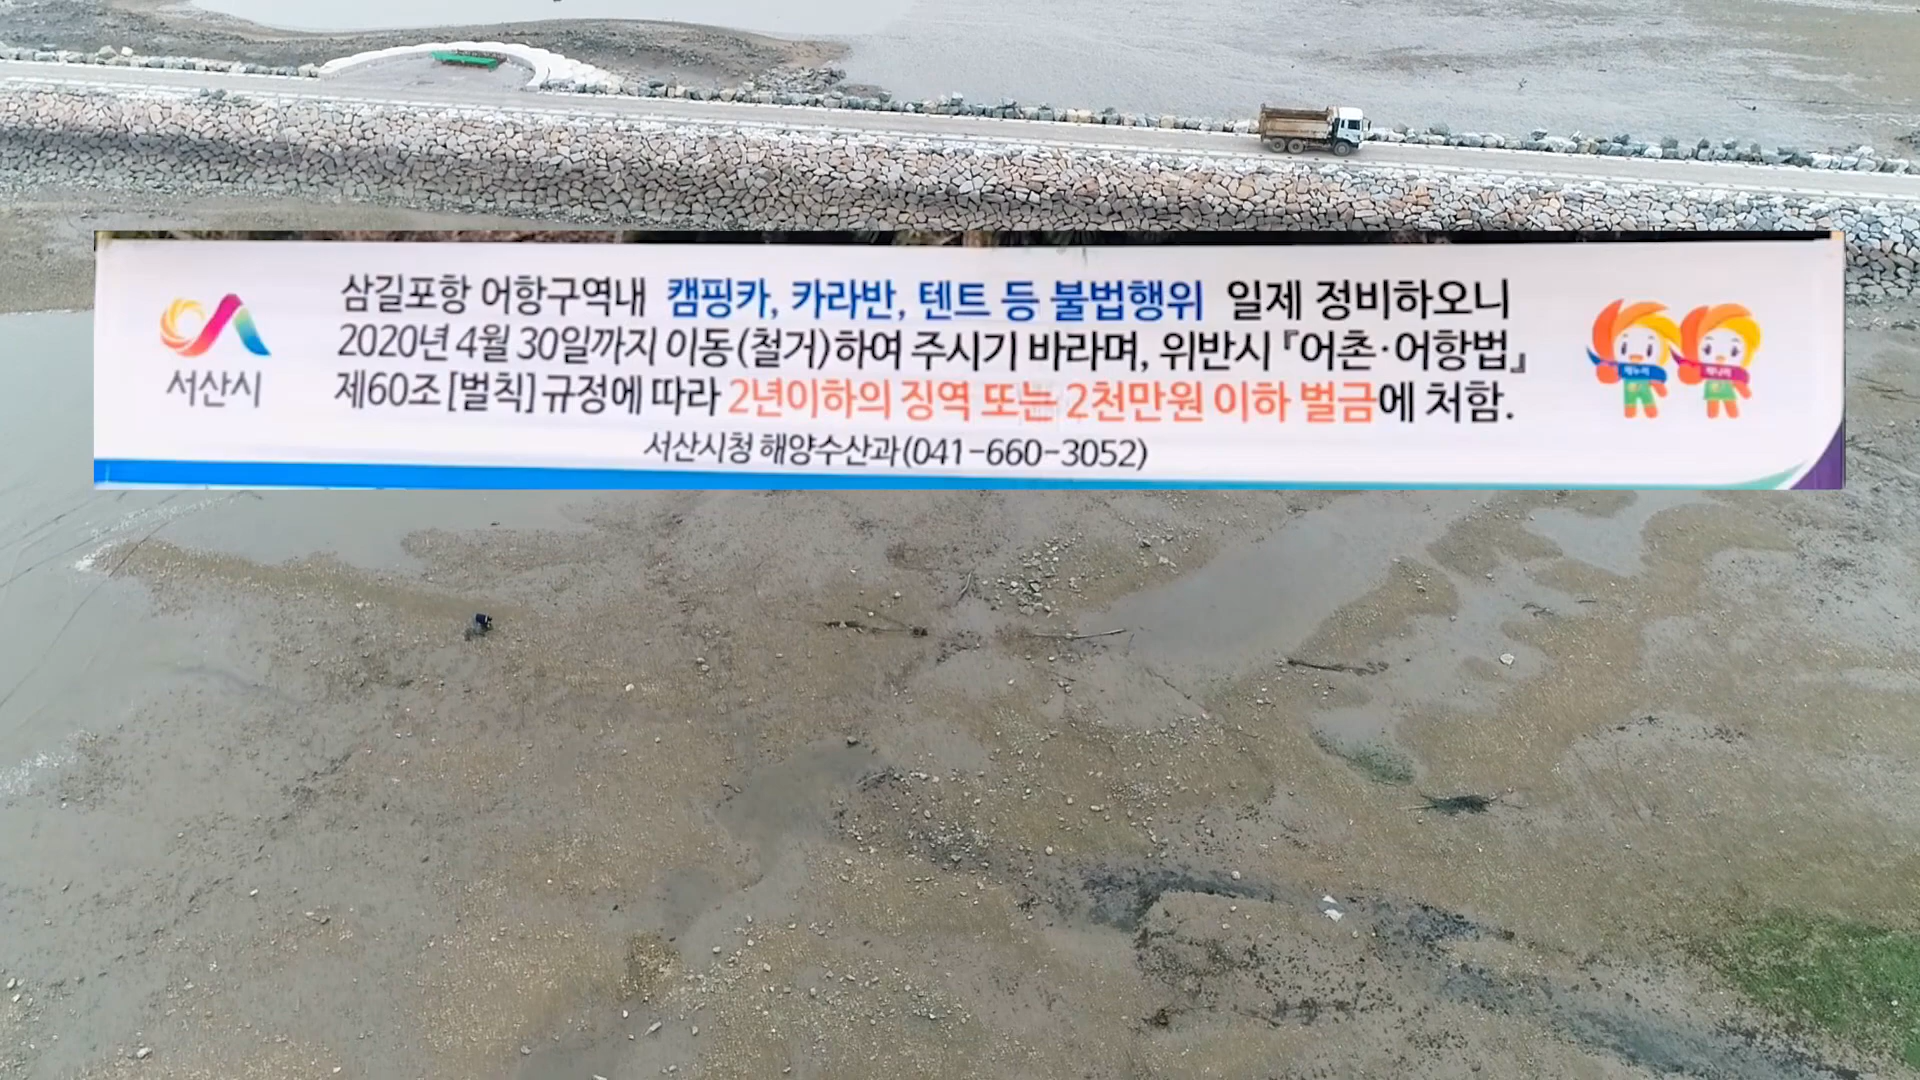 삼길포항 어항구역내 캠핑카, 카라반, 텐트 등 불법행위 일제 정비하오니
2020년 4월 30일까지 이동(철거)하여 주시기 바라며, 위반시 『어촌·어항법』
제60조[벌칙]규정에 따라 2년이하의 징역 또는 2천만원 이하 벌금에 처함.
서산시청 해양수산과(041-660-3052)
서산시